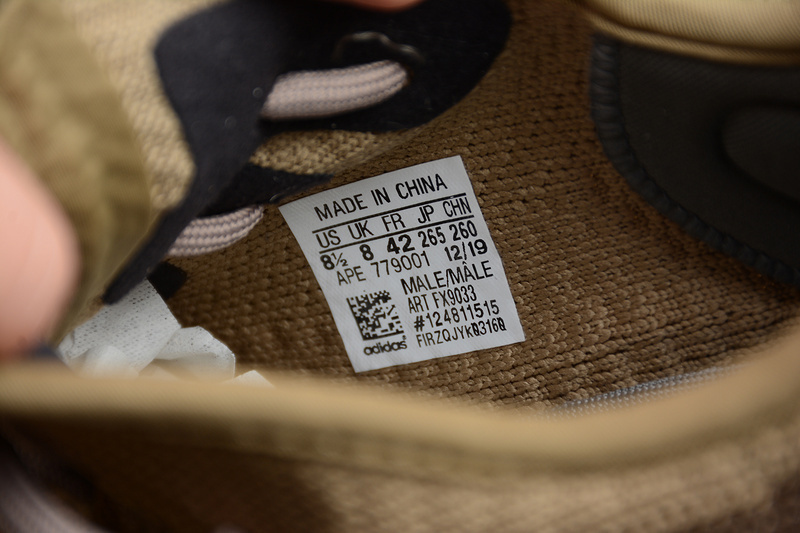 MADE IN CHINA
US UK FR JP CHN
8½ 8 42 265 260
APE 779001 12/19
MALE/MÂLE
ART FX9033
#124811515
FIRZQJYKQ316Q
adidas